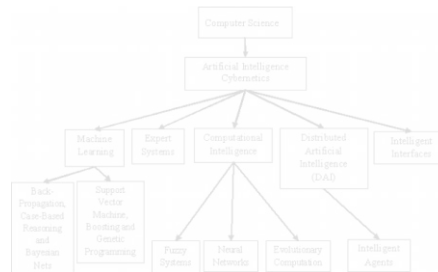 Computer Science
Artificial Intelligence
Cybernetics
Machine
Learning
Expert
Systems
Computational
Intelligence
Distributed
Artificial
Intelligence
(DAI)
Intelligent
Interfaces
Back-
Propagation,
Case-Based
Reasoning
and
Bayesian
Nets
Support
Vector
Machine,
Boosting and
Genetic
Programming
Fuzzy
Systems
Neural
Networks
Evolutionary
Computation
Intelligent
Agents